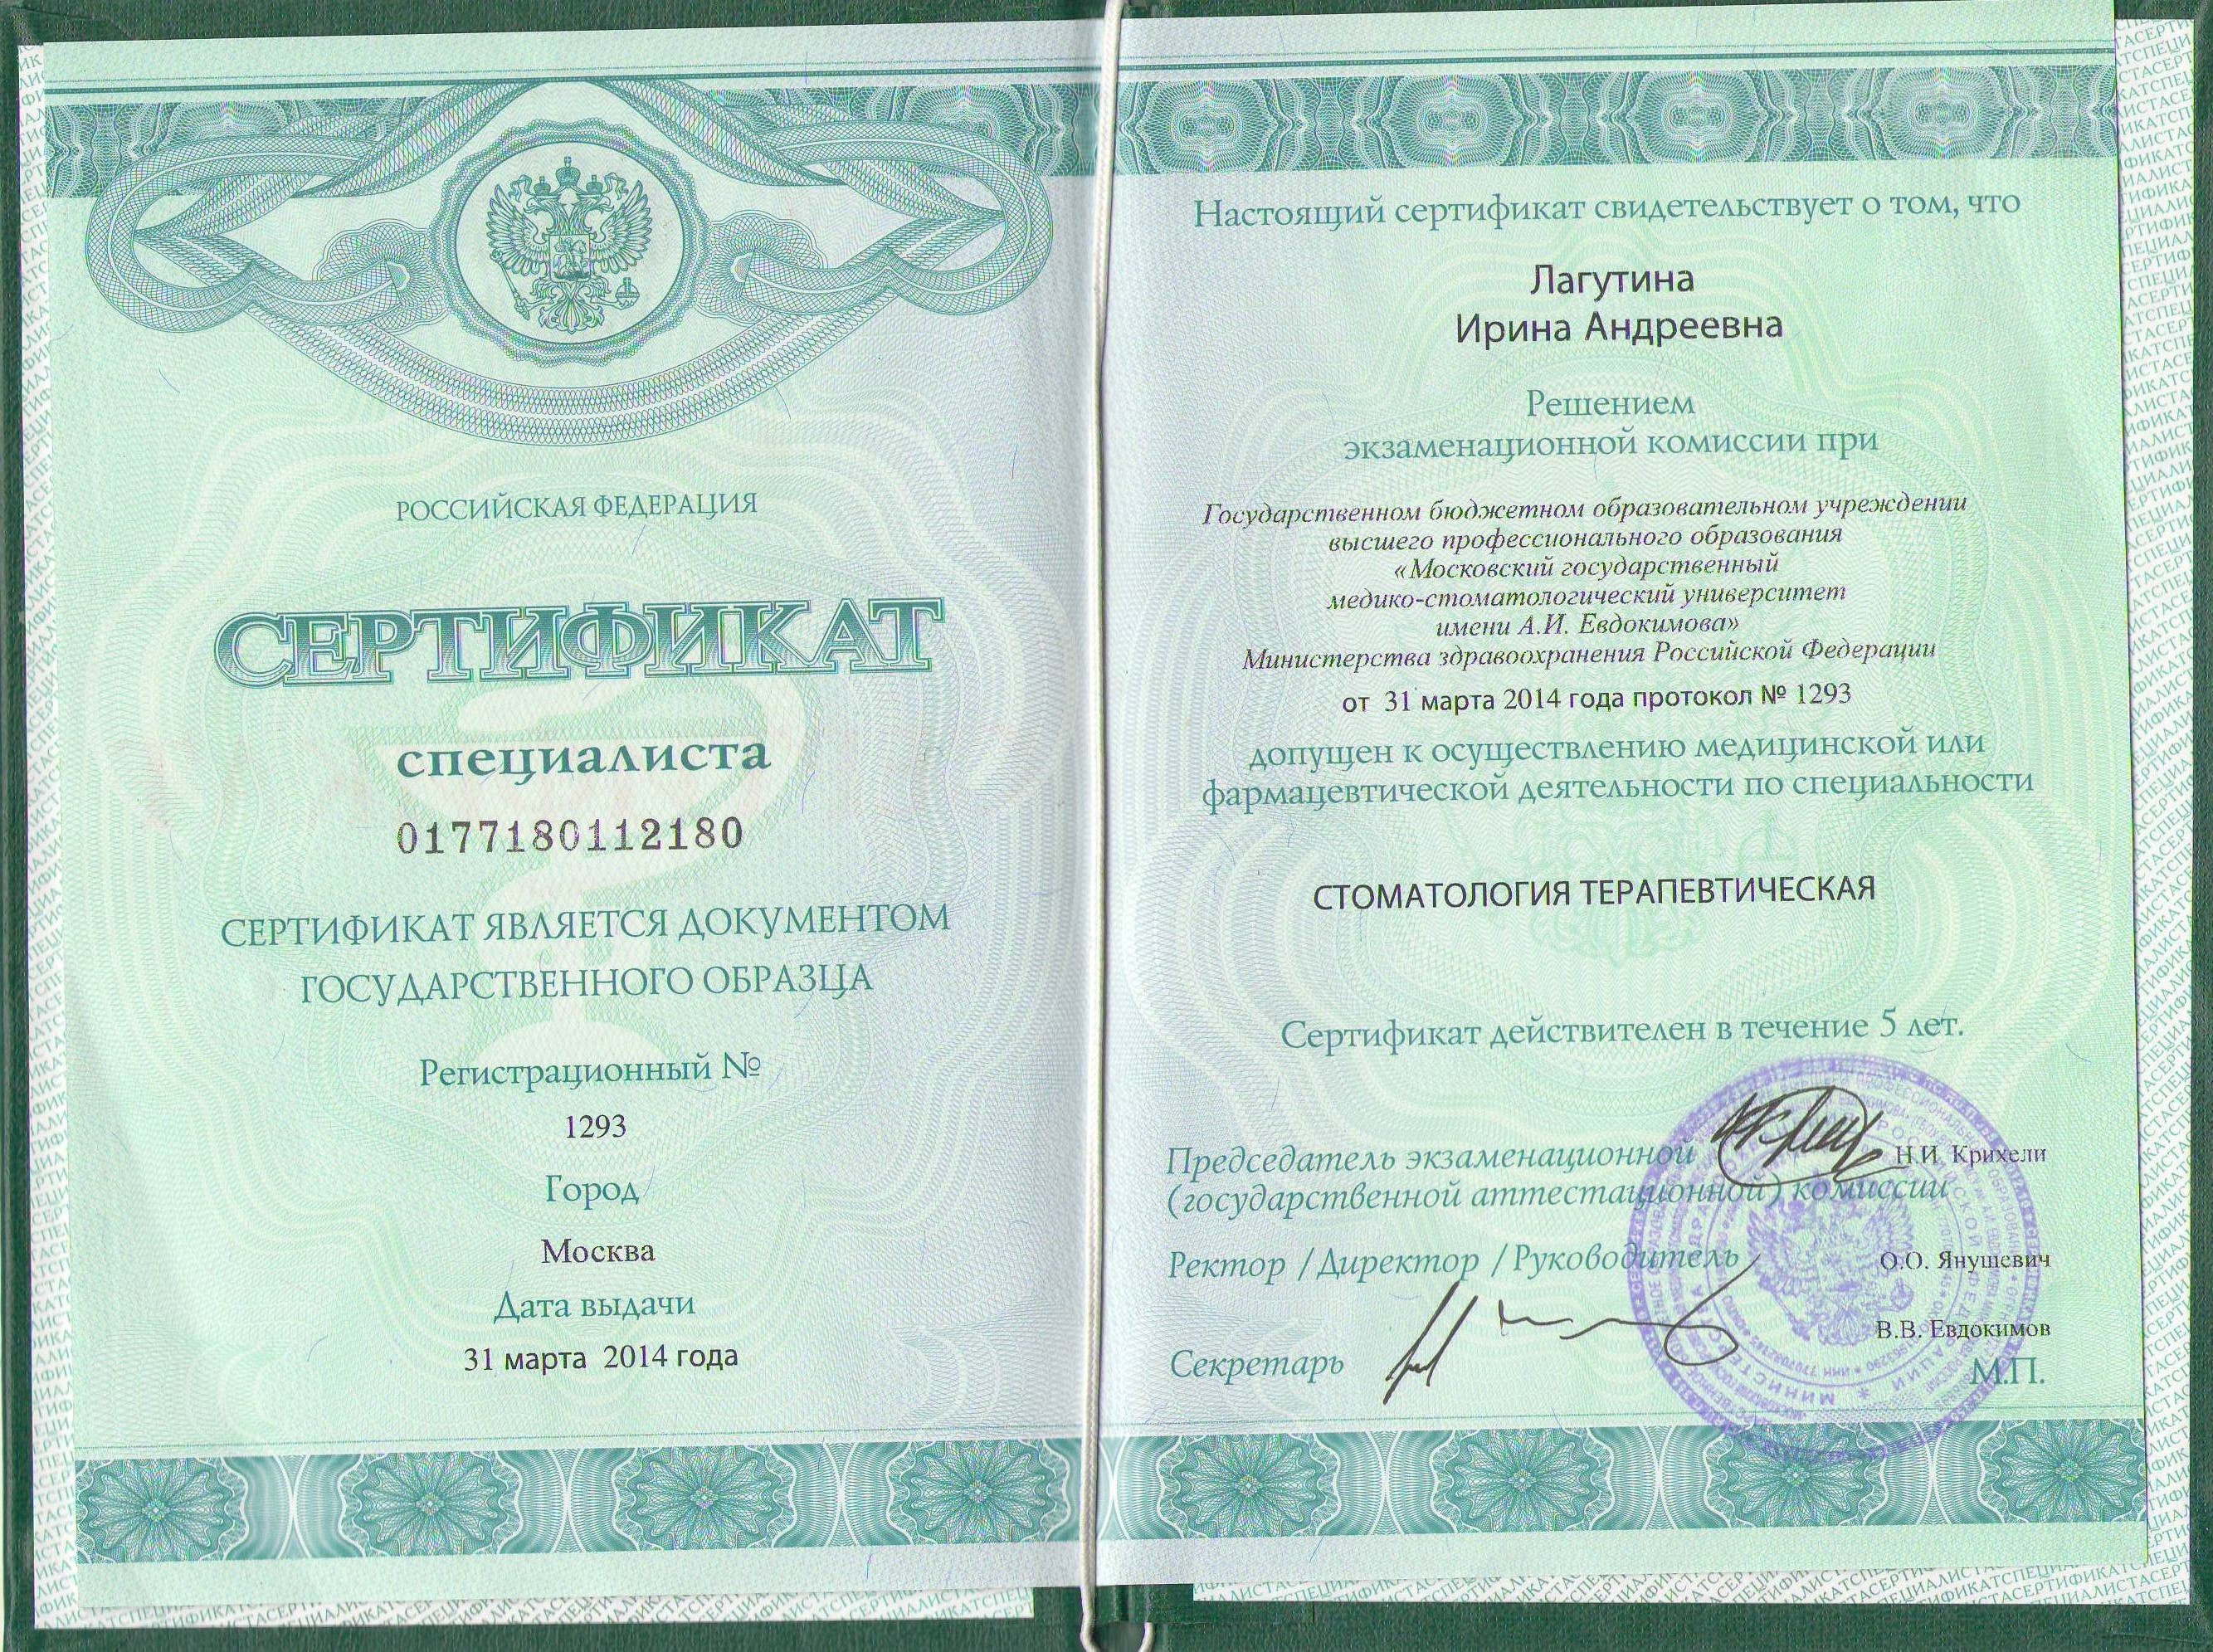 РОССИЙСКАЯ ФЕДЕРАЦИЯ
СЕРТИФИКАТ
специалиста
0177180112180
СЕРТИФИКАТ ЯВЛЯЕТСЯ ДОКУМЕНТОМ
ГОСУДАРСТВЕННОГО ОБРАЗЦА
Регистрационный №
1293
Город
Москва
Дата выдачи
31 марта 2014 года
Настоящий сертификат свидетельствует о том, что
Лагутина
Ирина Андреевна
Решением
экзаменационной комиссии при
Государственном бюджетном образовательном учреждении
высшего профессионального образования
«Московский государственный
медико-стоматологический университет
имени А.И. Евдокимова»
Министерства здравоохранения Российской Федерации
от 31 марта 2014 года протокол № 1293
допущен к осуществлению медицинской или
фармацевтической деятельности по специальности
СТОМАТОЛОГИЯ ТЕРАПЕВТИЧЕСКАЯ
Сертификат действителен в течение 5 лет.
Председатель экзаменационной Н.И. Крихели
(государственной аттестационной) комиссии
Ректор / Директор / Руководитель О.О. Янушевич
В.В. Евдокимов
Секретарь М.П.